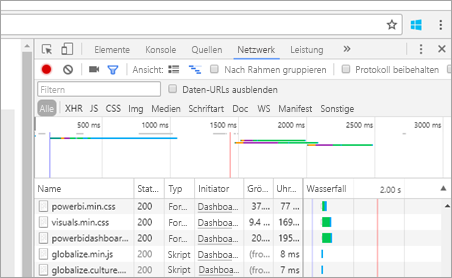 Elemente Konsole Quellen Netzwerk Leistung »
Ansicht: Nach Rahmen gruppieren Protokoll beibehalten
Filtern Daten-URLs ausblenden
Alle XHR JS CSS Img Medien Schriftart Doc WS Manifest Sonstige
500 ms 1000 ms 1500 ms 2000 ms 2500 ms 3000 ms
Name Stat... Typ Initiator Grö... Uhr... Wasserfall 2.00 s
powerbi.min.css 200 For... Dashboa... 37.... 77 ...
visuals.min.css 200 For... Dashboa... 9.4 ... 169...
powerbidashboar... 200 For... Dashboa... 20.... 195...
globalize.min.js 200 Skript Dashboa... (fro... 8 ms
globalize.culture.... 200 Skript Dashboa... (fro... 7 ms